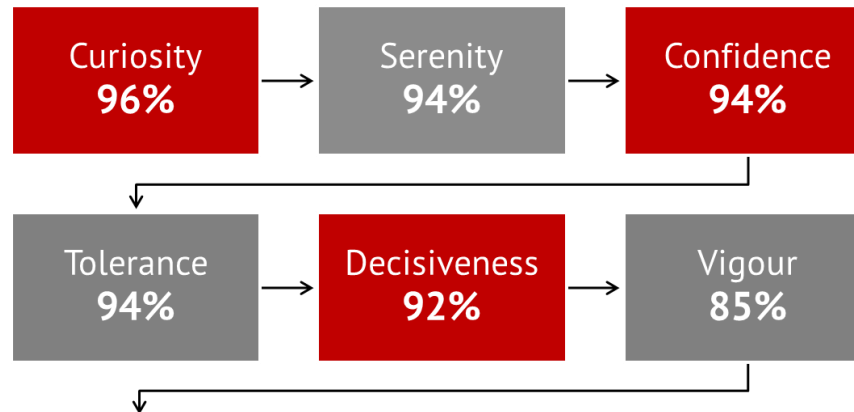 Curiosity
96%
Serenity
94%
Confidence
94%
Tolerance
94%
Decisiveness
92%
Vigour
85%